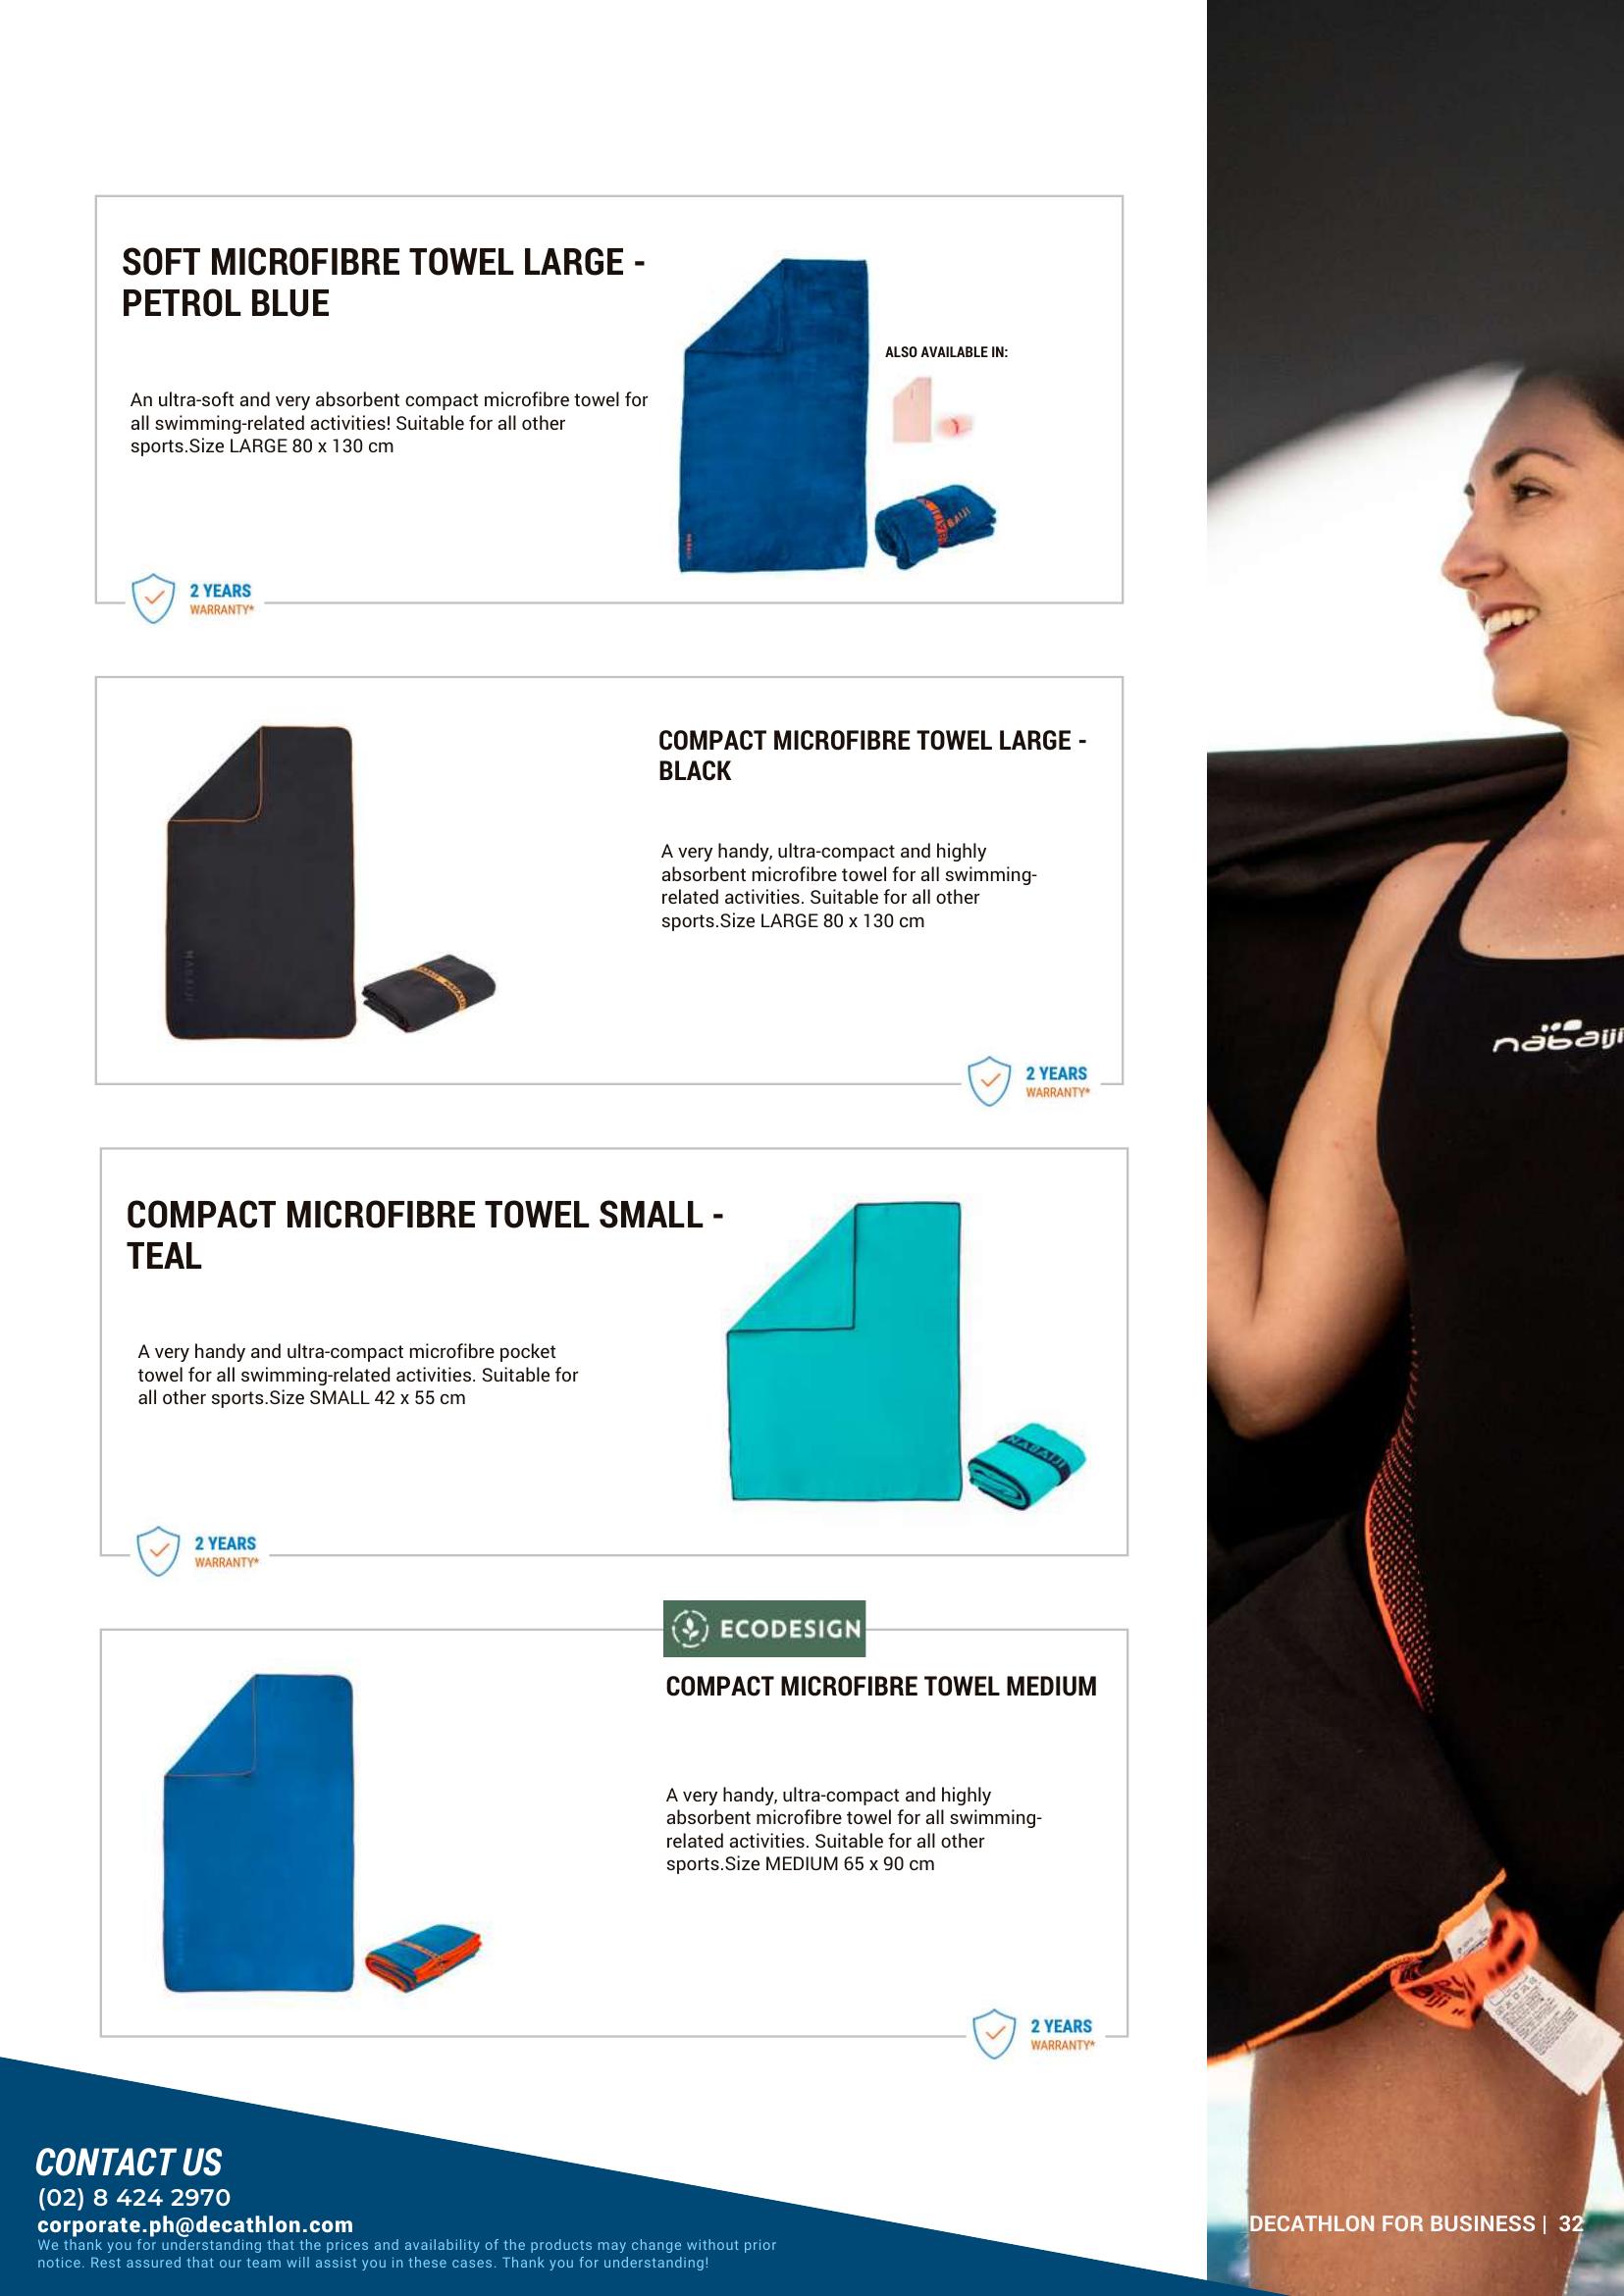 SOFT MICROFIBRE TOWEL LARGE -
PETROL BLUE
An ultra-soft and very absorbent compact microfibre towel for
all swimming-related activities! Suitable for all other
sports.Size LARGE 80 x 130 cm
ALSO AVAILABLE IN:
2 YEARS
WARRANTY*
COMPACT MICROFIBRE TOWEL LARGE -
BLACK
A very handy, ultra-compact and highly
absorbent microfibre towel for all swimming-
related activities. Suitable for all other
sports.Size LARGE 80 x 130 cm
NABAIJI
2 YEARS
WARRANTY*
nabaiji
COMPACT MICROFIBRE TOWEL SMALL -
TEAL
A very handy and ultra-compact microfibre pocket
towel for all swimming-related activities. Suitable for
all other sports.Size SMALL 42 x 55 cm
NABAIJI
2 YEARS
WARRANTY*
ECODESIGN
COMPACT MICROFIBRE TOWEL MEDIUM
A very handy, ultra-compact and highly
absorbent microfibre towel for all swimming-
related activities. Suitable for all other
sports.Size MEDIUM 65 x 90 cm
2 YEARS
WARRANTY*
CONTACT US
(02) 8 424 2970
corporate.ph@decathlon.com
We thank you for understanding that the prices and availability of the products may change without prior
notice. Rest assured that our team will assist you in these cases. Thank you for understanding!
DECATHLON FOR BUSINESS | 32